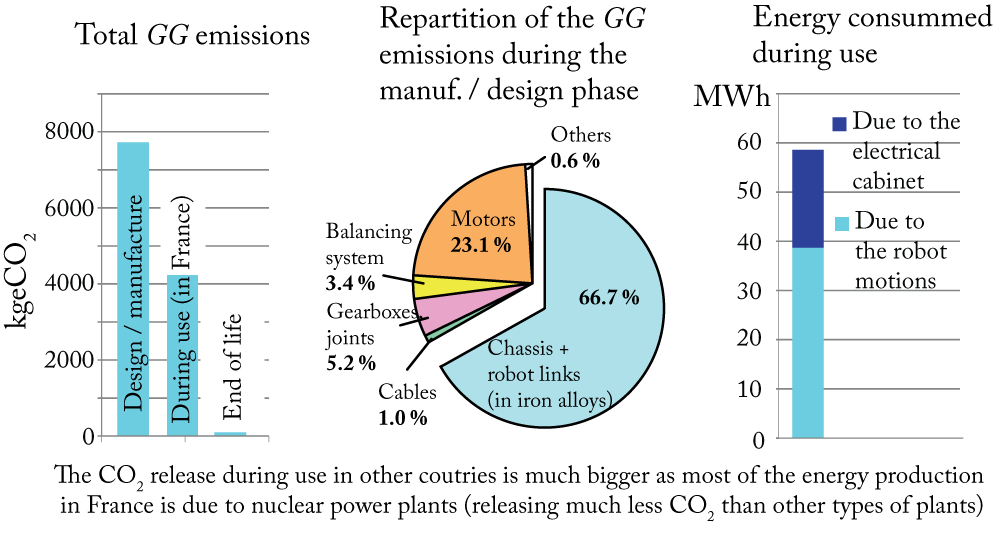 Total GG emissions
kgeCO2
8000
6000
4000
2000
0
Design / manufacture
During use (in France)
End of life
Repartition of the GG
emissions during the
manuf. / design phase
Others
0.6 %
Motors
23.1 %
Balancing
system
3.4 %
Gearboxes,
joints
5.2 %
Cables
1.0 %
66.7 %
Chassis +
robot links
(in iron alloys)
Energy consummed
during use
MWh
60
50
40
30
20
10
0
Due to the
electrical
cabinet
Due to
the robot
motions
The CO2 release during use in other coutries is much bigger as most of the energy production
in France is due to nuclear power plants (releasing much less CO2 than other types of plants)